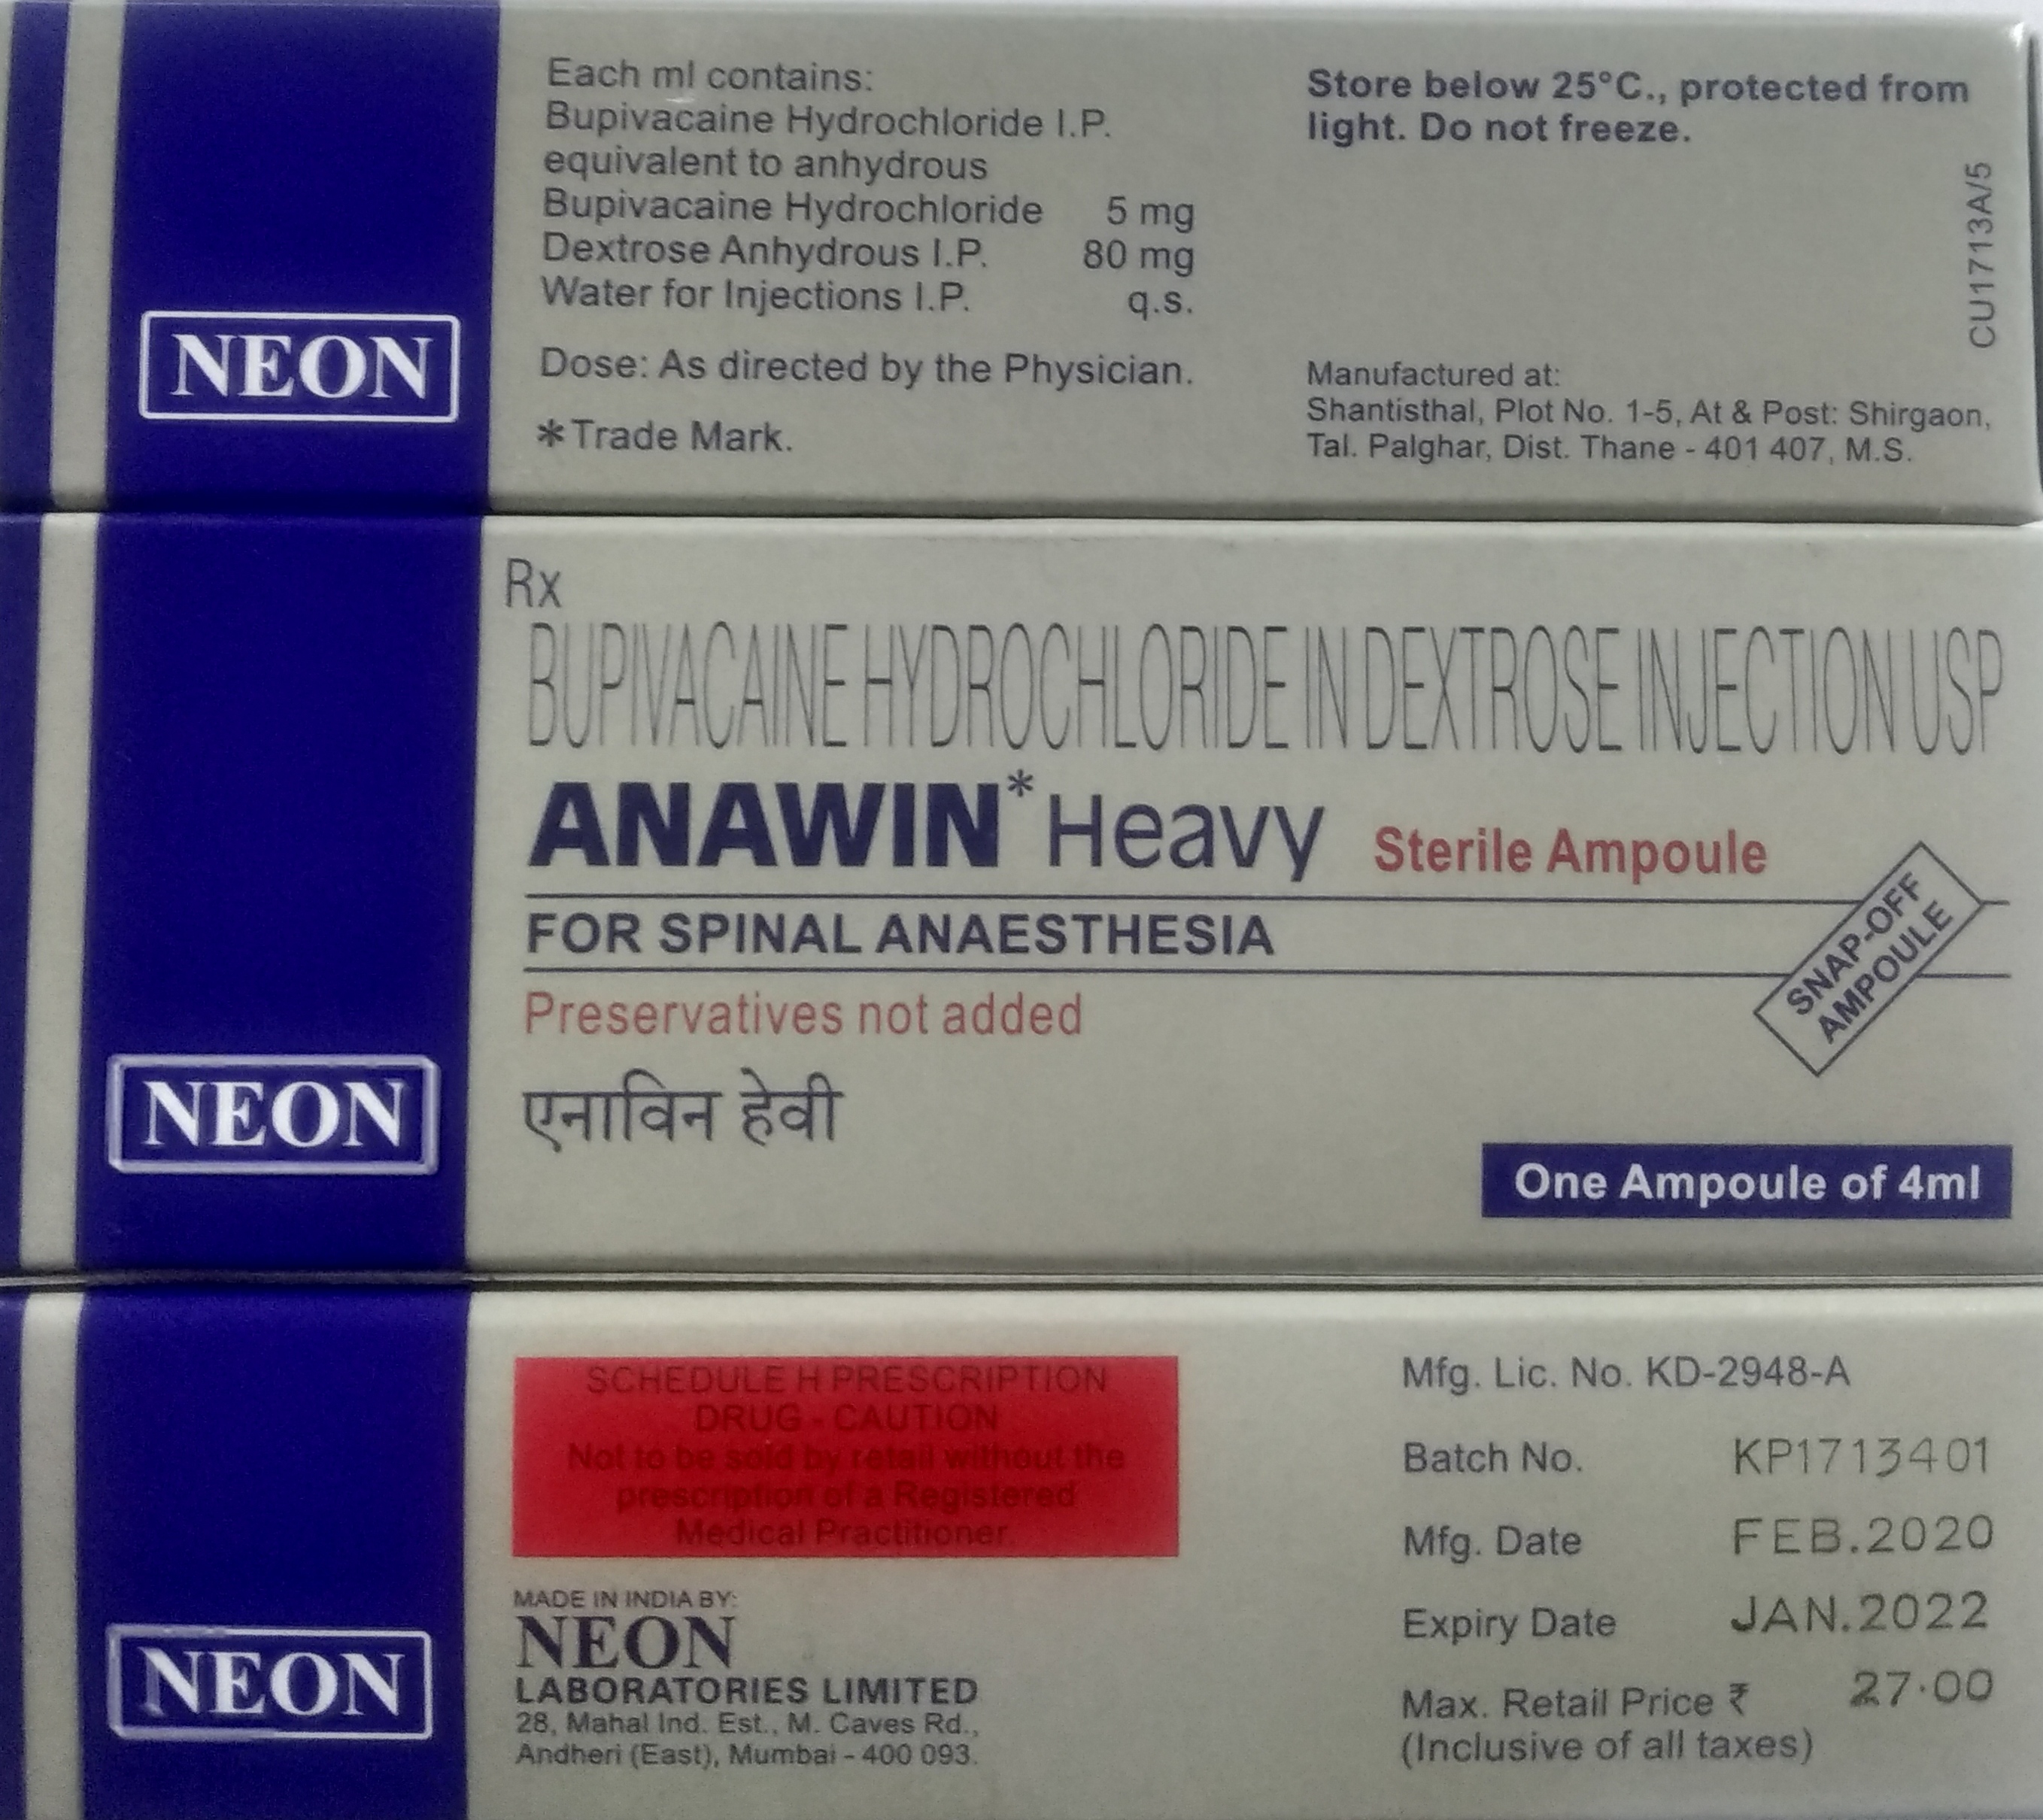 NEON
Each ml contains:
Bupivacaine Hydrochloride I.P.
equivalent to anhydrous
Bupivacaine Hydrochloride 5 mg
Dextrose Anhydrous I.P. 80 mg
Water for Injections I.P. q.s.
Dose: As directed by the Physician.
*Trade Mark.
Store below 25°C., protected from
light. Do not freeze.
CU1713A/5
Manufactured at:
Shantisthal, Plot No. 1-5, At & Post: Shirgaon,
Tal. Palghar, Dist. Thane - 401 407, M.S.
NEON
Rx
BUPIVACAINE HYDROCHLORIDE IN DEXTROSE INJECTION USP
ANAWIN* Heavy Sterile Ampoule
FOR SPINAL ANAESTHESIA
SNAP-OFF
AMPOULE
Preservatives not added
एनाविन हेवी
One Ampoule of 4ml
NEON
SCHEDULE H PRESCRIPTION
DRUG - CAUTION
Not to be sold by retail without the
prescription of a Registered
Medical Practitioner.
MADE IN INDIA BY:
NEON
LABORATORIES LIMITED
28, Mahal Ind. Est., M. Caves Rd.,
Andheri (East), Mumbai - 400 093.
Mfg. Lic. No. KD-2948-A
Batch No. KP1713401
Mfg. Date FEB.2020
Expiry Date JAN.2022
Max. Retail Price ₹ 27·00
(Inclusive of all taxes)